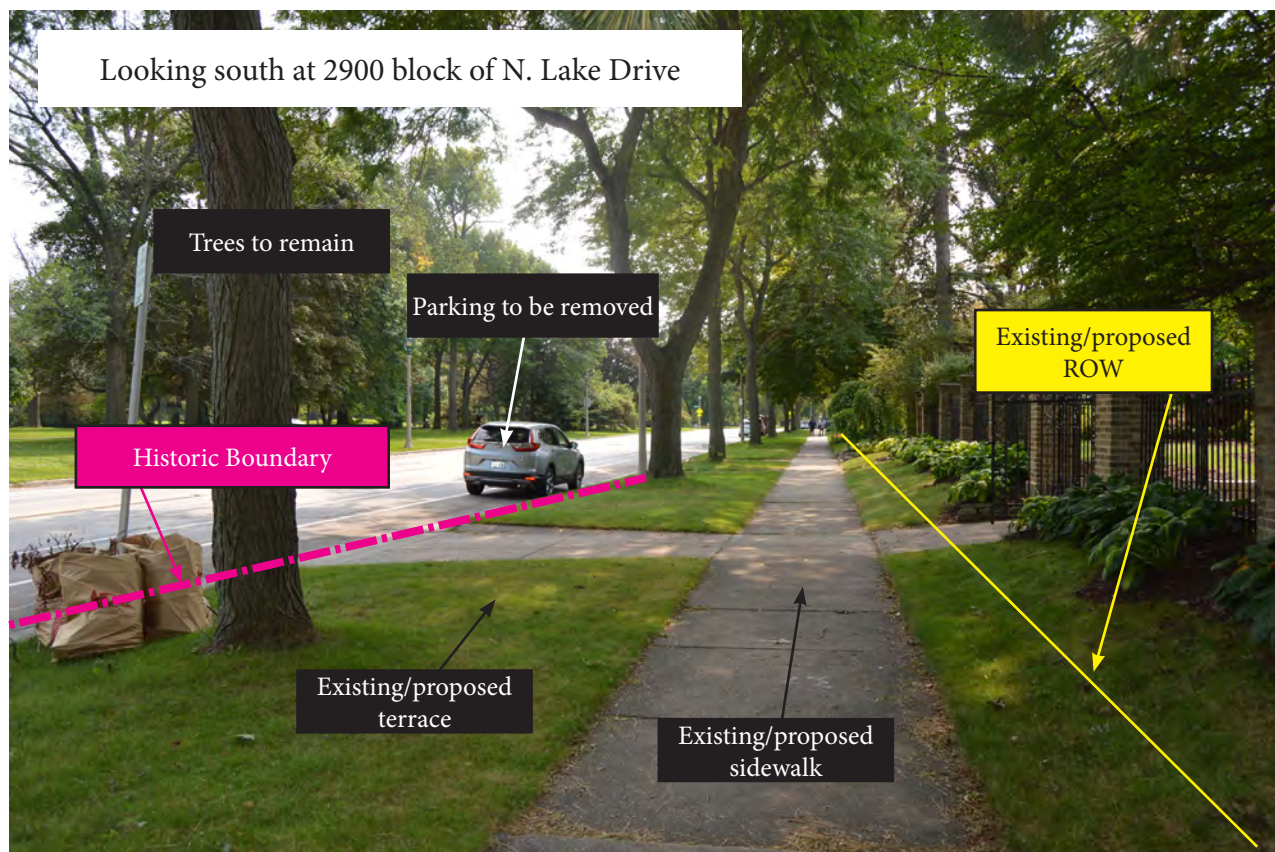 Looking south at 2900 block of N. Lake Drive
Trees to remain
Parking to be removed
Existing/proposed
ROW
Historic Boundary
Existing/proposed
terrace
Existing/proposed
sidewalk